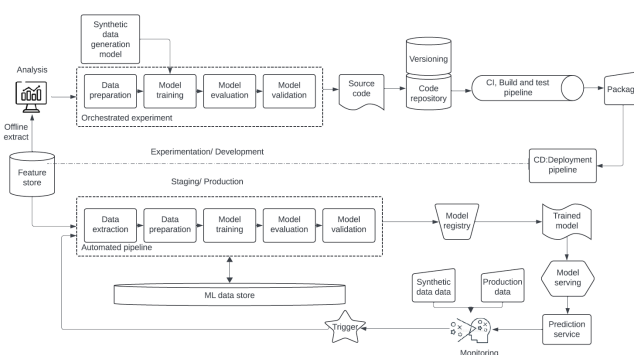 Synthetic
data
generation
model
Analysis
Data
preparation
Model
training
Model
evaluation
Model
validation
Orchestrated experiment
Source
code
Versioning
Code
repository
CI, Build and test
pipeline
Package
Offline
extract
Experimentation/ Development
CD:Deployment
pipeline
Feature
store
Staging/ Production
Data
extraction
Data
preparation
Model
training
Model
evaluation
Model
validation
Automated pipeline
Model
registry
Trained
model
Synthetic
data data
Production
data
Model
serving
ML data store
Trigger
Prediction
service
Monitoring